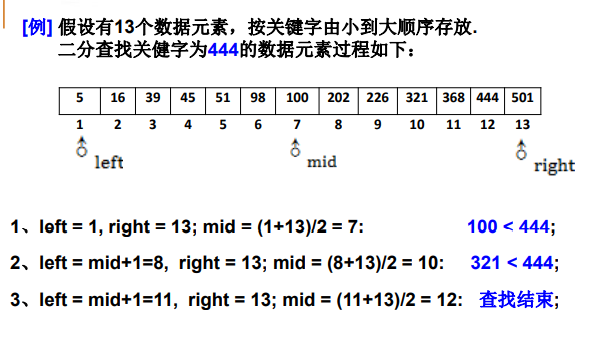 [例] 假设有13个数据元素，按关键字由小到大顺序存放.
二分查找关健字为444的数据元素过程如下：
5 16 39 45 51 98 100 202 226 321 368 444 501
1 2 3 4 5 6 7 8 9 10 11 12 13
left mid right
1、left = 1, right = 13; mid = (1+13)/2 = 7: 100 < 444;
2、left = mid+1=8, right = 13; mid = (8+13)/2 = 10: 321 < 444;
3、left = mid+1=11, right = 13; mid = (11+13)/2 = 12: 查找结束;